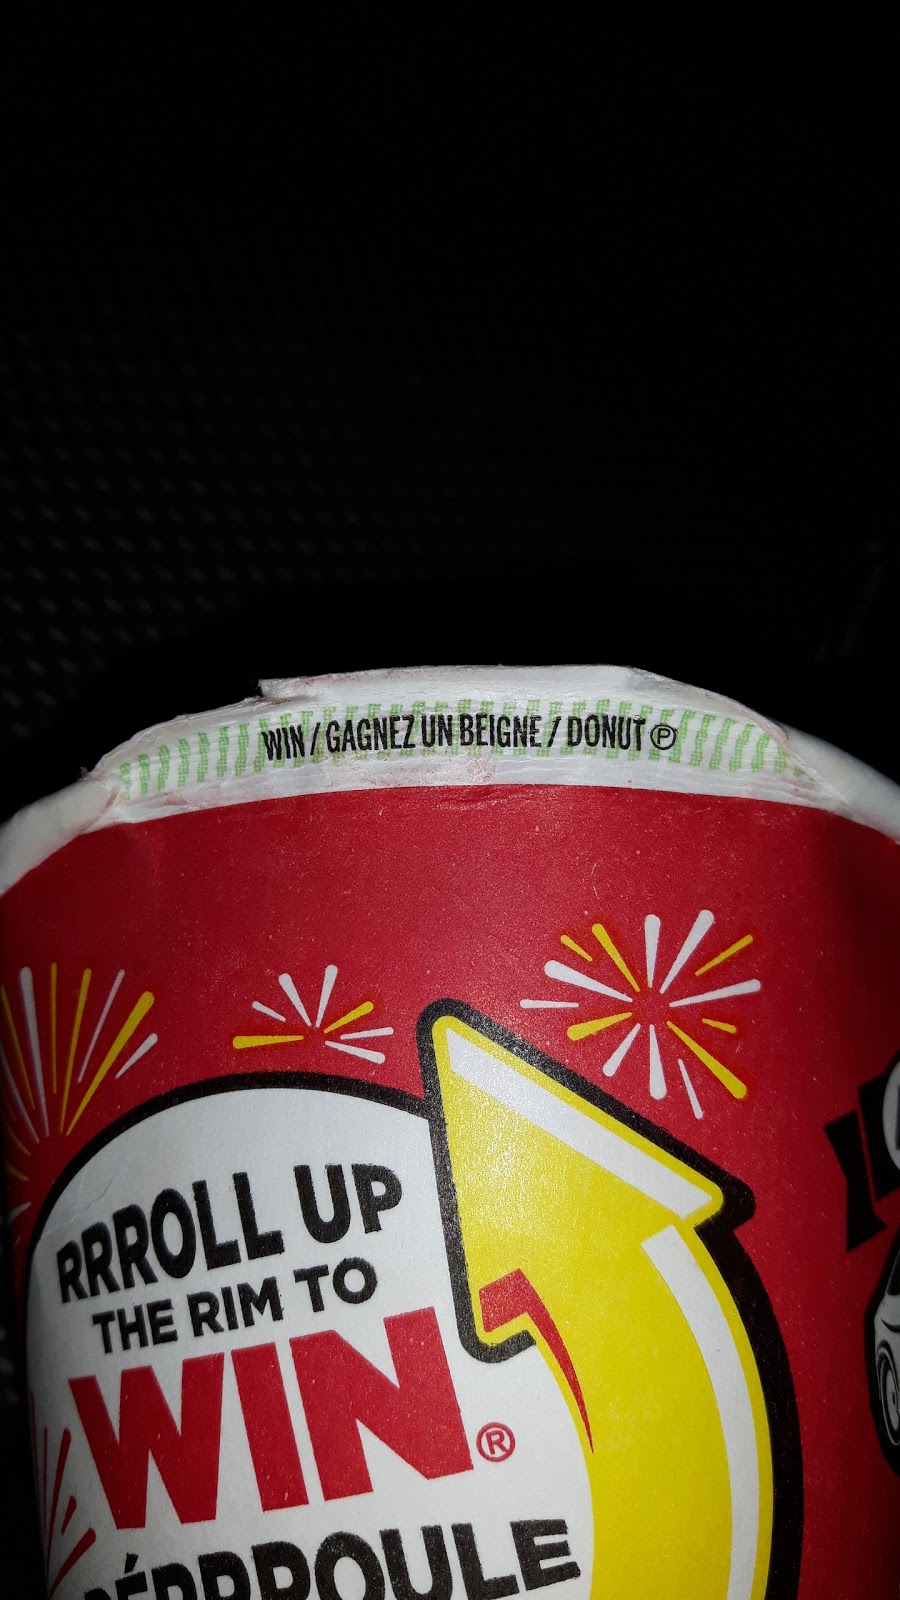 WIN / GAGNEZ UN BEIGNE / DONUT Ⓟ
RRROLL UP
THE RIM TO
WIN®